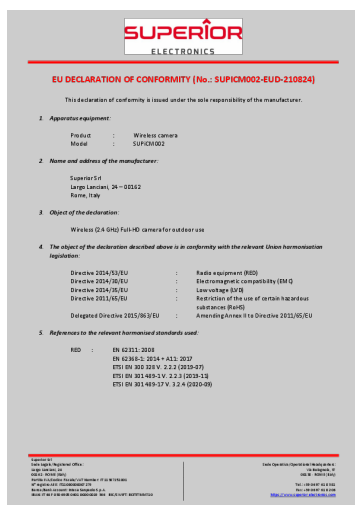 SUPERIOR
ELECTRONICS
EU DECLARATION OF CONFORMITY (No.: SUPICM002-EUD-210824)
This declaration of conformity is issued under the sole responsibility of the manufacturer.
1. Apparatus equipment:
Product : Wireless camera
Model : SUPICM002
2. Name and address of the manufacturer:
Superior Srl
Largo Lanciani, 24 – 00162
Rome, Italy
3. Object of the declaration:
Wireless (2.4 GHz) Full-HD camera for outdoor use
4. The object of the declaration described above is in conformity with the relevant Union harmonisation
legislation:
Directive 2014/53/EU : Radio equipment (RED)
Directive 2014/30/EU : Electromagnetic compatibility (EMC)
Directive 2014/35/EU : Low voltage (LVD)
Directive 2011/65/EU : Restriction of the use of certain hazardous
substances (RoHS)
Delegated Directive 2015/863/EU : Amending Annex II to Directive 2011/65/EU
5. References to the relevant harmonised standards used:
RED : EN 62311: 2008
EN 62368-1: 2014 + A11: 2017
ETSI EN 300 328 V. 2.2.2 (2019-07)
ETSI EN 301 489-1 V. 2.2.3 (2019-11)
ETSI EN 301 489-17 V. 3.2.4 (2020-09)
Superior Srl
Sede Legale/Registered Office:
Largo Lanciani, 24
Sede Operativa/Operational Headquarters: